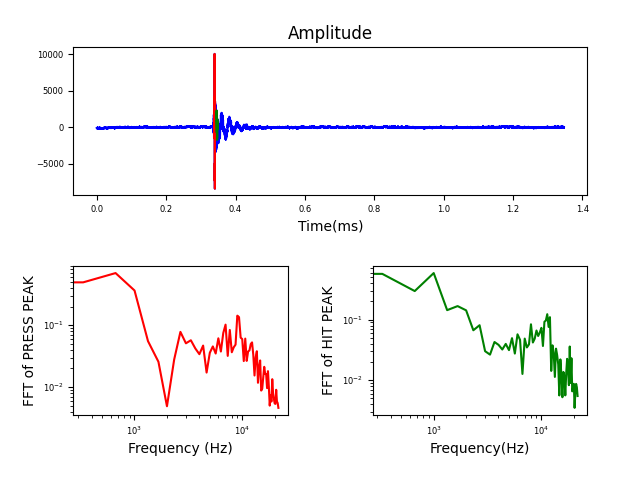 Amplitude
10000
5000
0
−5000
0.0 0.2 0.4 0.6 0.8 1.0 1.2 1.4
Time(ms)
FFT of PRESS PEAK
10⁻¹
10⁻²
10³ 10⁴
Frequency (Hz)
FFT of HIT PEAK
10⁻¹
10⁻²
10³ 10⁴
Frequency(Hz)